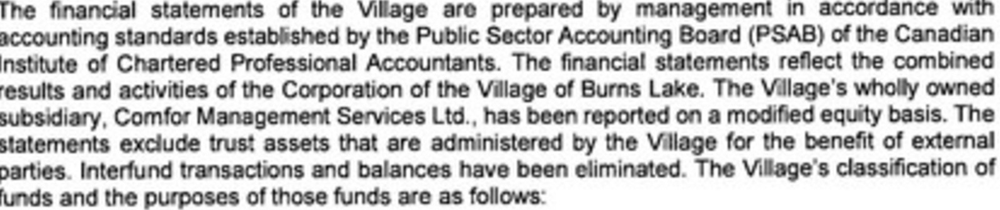 The financial statements of the Village are prepared by management in accordance with
accounting standards established by the Public Sector Accounting Board (PSAB) of the Canadian
Institute of Chartered Professional Accountants. The financial statements reflect the combined
results and activities of the Corporation of the Village of Burns Lake. The Village's wholly owned
subsidiary, Comfor Management Services Ltd., has been reported on a modified equity basis. The
statements exclude trust assets that are administered by the Village for the benefit of external
parties. Interfund transactions and balances have been eliminated. The Village's classification of
funds and the purposes of those funds are as follows: